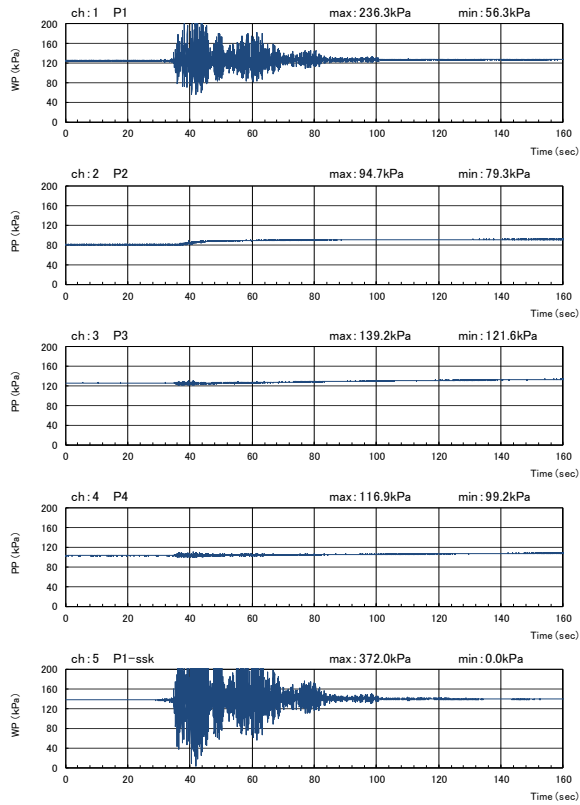 ch:1 P1 max:236.3kPa min:56.3kPa
200
160
120
80
40
0
WP (kPa)
0 20 40 60 80 100 120 140 160
Time(sec)
ch:2 P2 max:94.7kPa min:79.3kPa
200
160
120
80
40
0
PP (kPa)
0 20 40 60 80 100 120 140 160
Time(sec)
ch:3 P3 max:139.2kPa min:121.6kPa
200
160
120
80
40
0
PP (kPa)
0 20 40 60 80 100 120 140 160
Time(sec)
ch:4 P4 max:116.9kPa min:99.2kPa
200
160
120
80
40
0
PP (kPa)
0 20 40 60 80 100 120 140 160
Time(sec)
ch:5 P1-ssk max:372.0kPa min:0.0kPa
200
160
120
80
40
0
WP (kPa)
0 20 40 60 80 100 120 140 160
Time(sec)